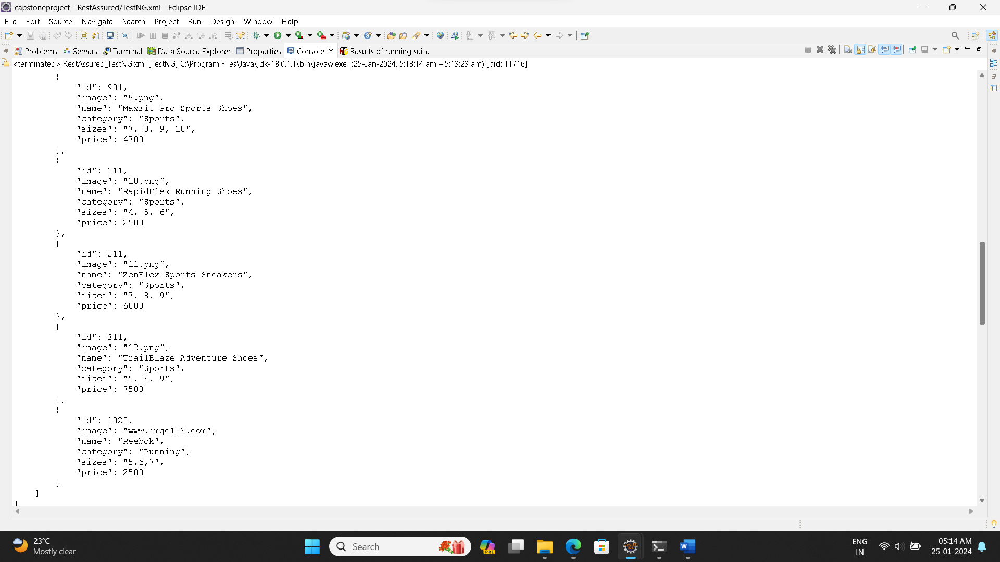 capstoneproject - RestAssured/TestNG.xml - Eclipse IDE
File Edit Source Navigate Search Project Run Design Window Help
Problems Servers Terminal Data Source Explorer Properties Console Results of running suite
<terminated> RestAssured_TestNG.xml [TestNG] C:\Program Files\Java\jdk-18.0.1.1\bin\javaw.exe (25-Jan-2024, 5:13:14 am – 5:13:23 am) [pid: 11716]
{
"id": 901,
"image": "9.png",
"name": "MaxFit Pro Sports Shoes",
"category": "Sports",
"sizes": "7, 8, 9, 10",
"price": 4700
},
{
"id": 111,
"image": "10.png",
"name": "RapidFlex Running Shoes",
"category": "Sports",
"sizes": "4, 5, 6",
"price": 2500
},
{
"id": 211,
"image": "11.png",
"name": "ZenFlex Sports Sneakers",
"category": "Sports",
"sizes": "7, 8, 9",
"price": 6000
},
{
"id": 311,
"image": "12.png",
"name": "TrailBlaze Adventure Shoes",
"category": "Sports",
"sizes": "5, 6, 9",
"price": 7500
},
{
"id": 1020,
"image": "www.imge123.com",
"name": "Reebok",
"category": "Running",
"sizes": "5,6,7",
"price": 2500
}
]
}
23°C
Mostly clear
Search
PRE
ENG
IN
05:14 AM
25-01-2024